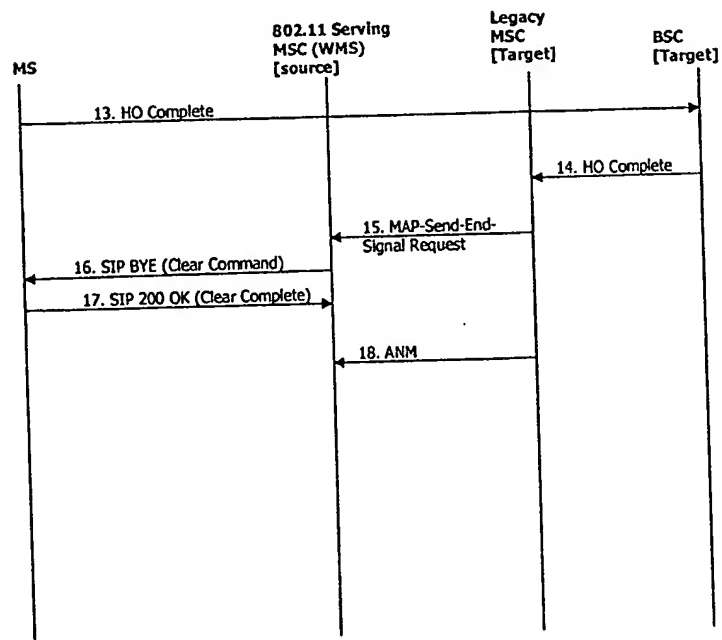 MS
802.11 Serving
MSC (WMS)
[source]
Legacy
MSC
[Target]
BSC
[Target]
13. HO Complete
14. HO Complete
15. MAP-Send-End-
Signal Request
16. SIP BYE (Clear Command)
17. SIP 200 OK (Clear Complete)
18. ANM